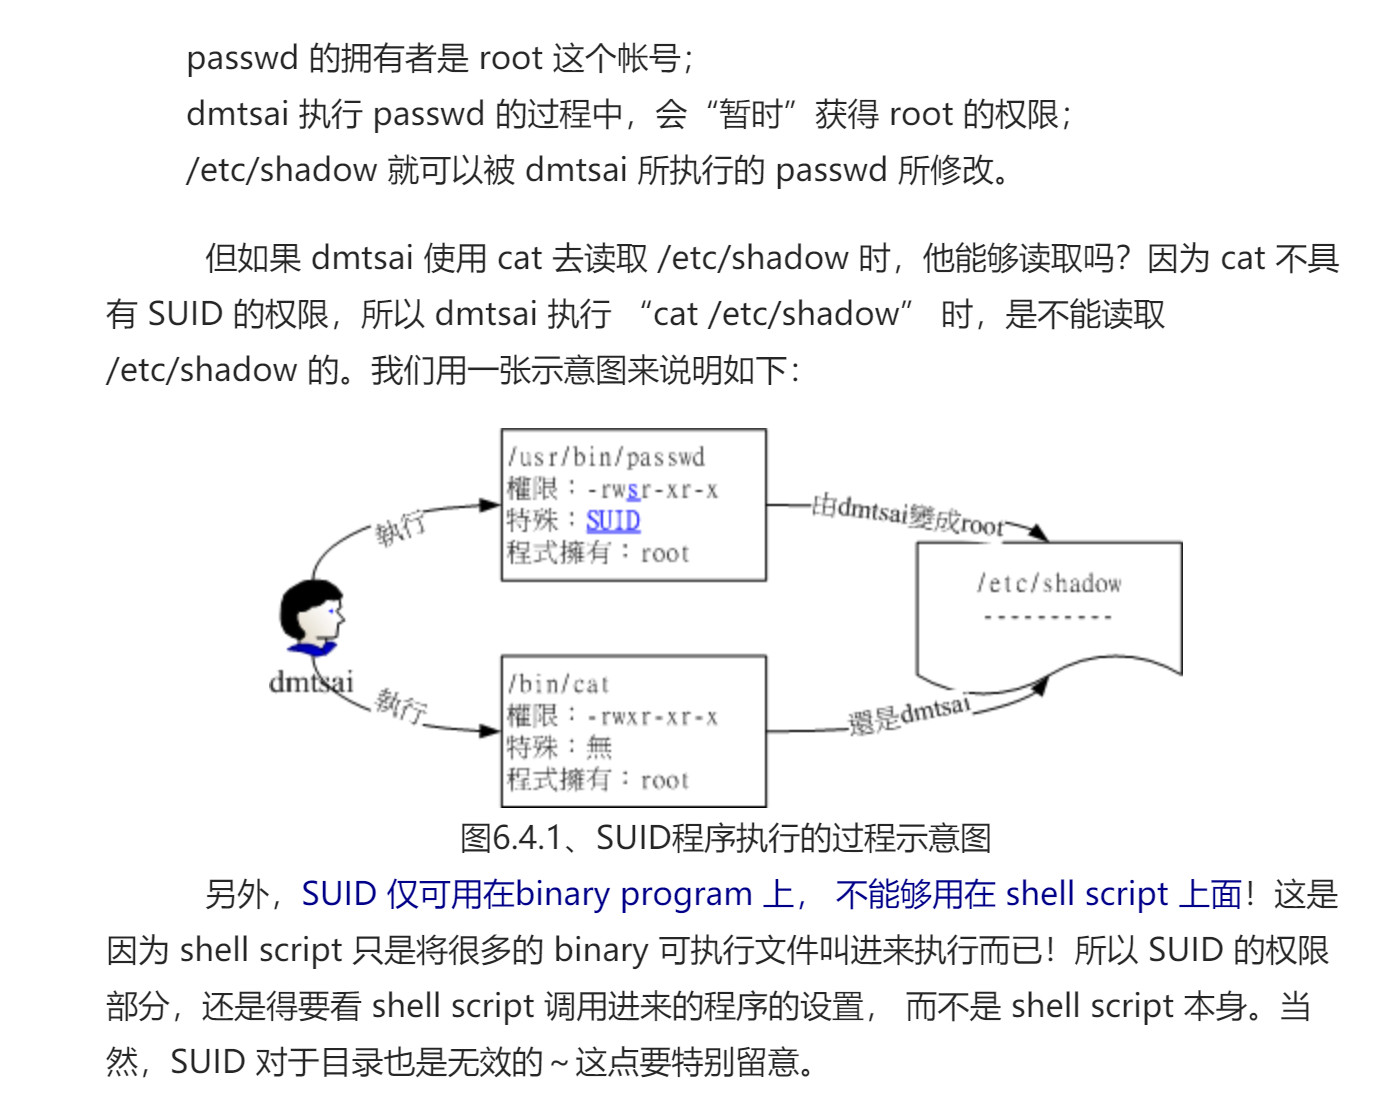 passwd 的拥有者是 root 这个帐号；
dmtsai 执行 passwd 的过程中，会“暂时”获得 root 的权限；
/etc/shadow 就可以被 dmtsai 所执行的 passwd 所修改。
但如果 dmtsai 使用 cat 去读取 /etc/shadow 时，他能够读取吗？因为 cat 不具
有 SUID 的权限，所以 dmtsai 执行 “cat /etc/shadow” 时，是不能读取
/etc/shadow 的。我们用一张示意图来说明如下：
/usr/bin/passwd
權限：-rwsr-xr-x
特殊：SUID
程式擁有：root
執行
由dmtsai變成root
/etc/shadow
----------
dmtsai
執行
/bin/cat
權限：-rwxr-xr-x
特殊：無
程式擁有：root
還是dmtsai
图6.4.1、SUID程序执行的过程示意图
另外，SUID 仅可用在binary program 上， 不能够用在 shell script 上面！这是
因为 shell script 只是将很多的 binary 可执行文件叫进来执行而已！所以 SUID 的权限
部分，还是得要看 shell script 调用进来的程序的设置， 而不是 shell script 本身。当
然，SUID 对于目录也是无效的～这点要特别留意。